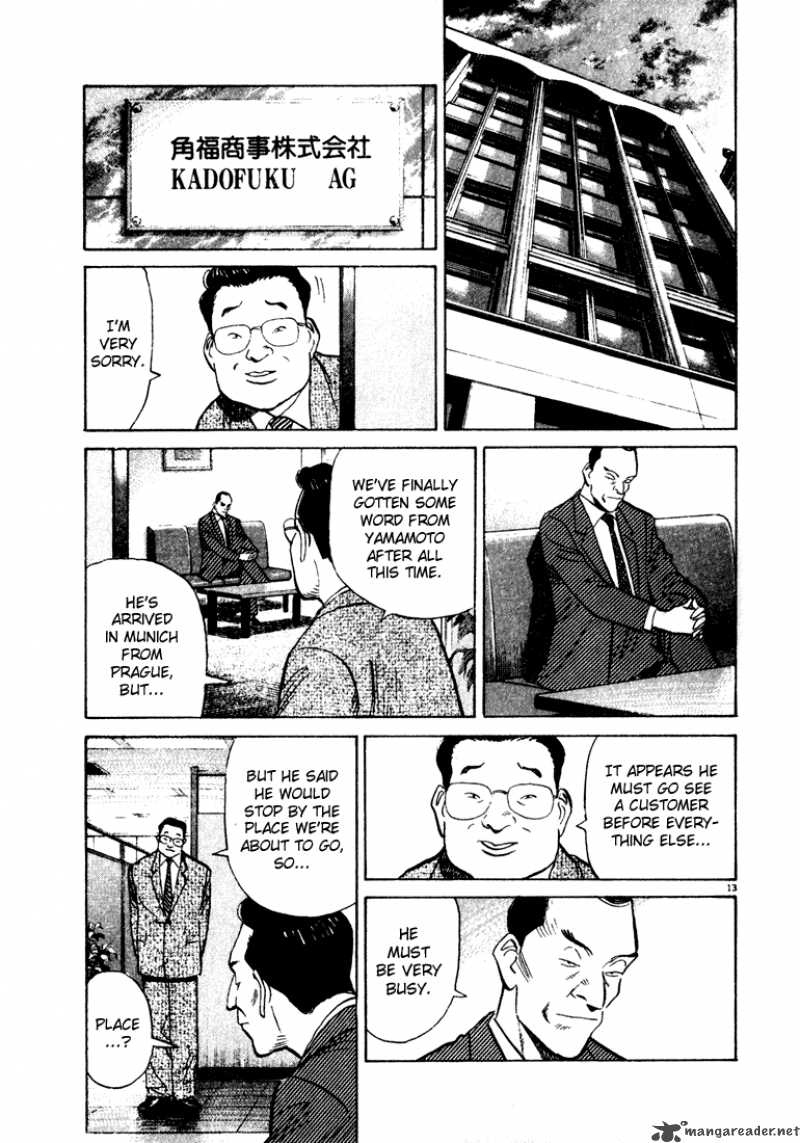 角福商事株式会社
KADOFUKU AG
I'M
VERY
SORRY.
WE'VE FINALLY
GOTTEN SOME
WORD FROM
YAMAMOTO
AFTER ALL
THIS TIME.
HE'S
ARRIVED
IN MUNICH
FROM
PRAGUE,
BUT...
IT APPEARS HE
MUST GO SEE
A CUSTOMER
BEFORE EVERY-
THING ELSE...
13
HE
MUST
BE VERY
BUSY.
BUT HE SAID
HE WOULD
STOP BY THE
PLACE WE'RE
ABOUT TO GO,
SO...
PLACE
...?
mangareader.net